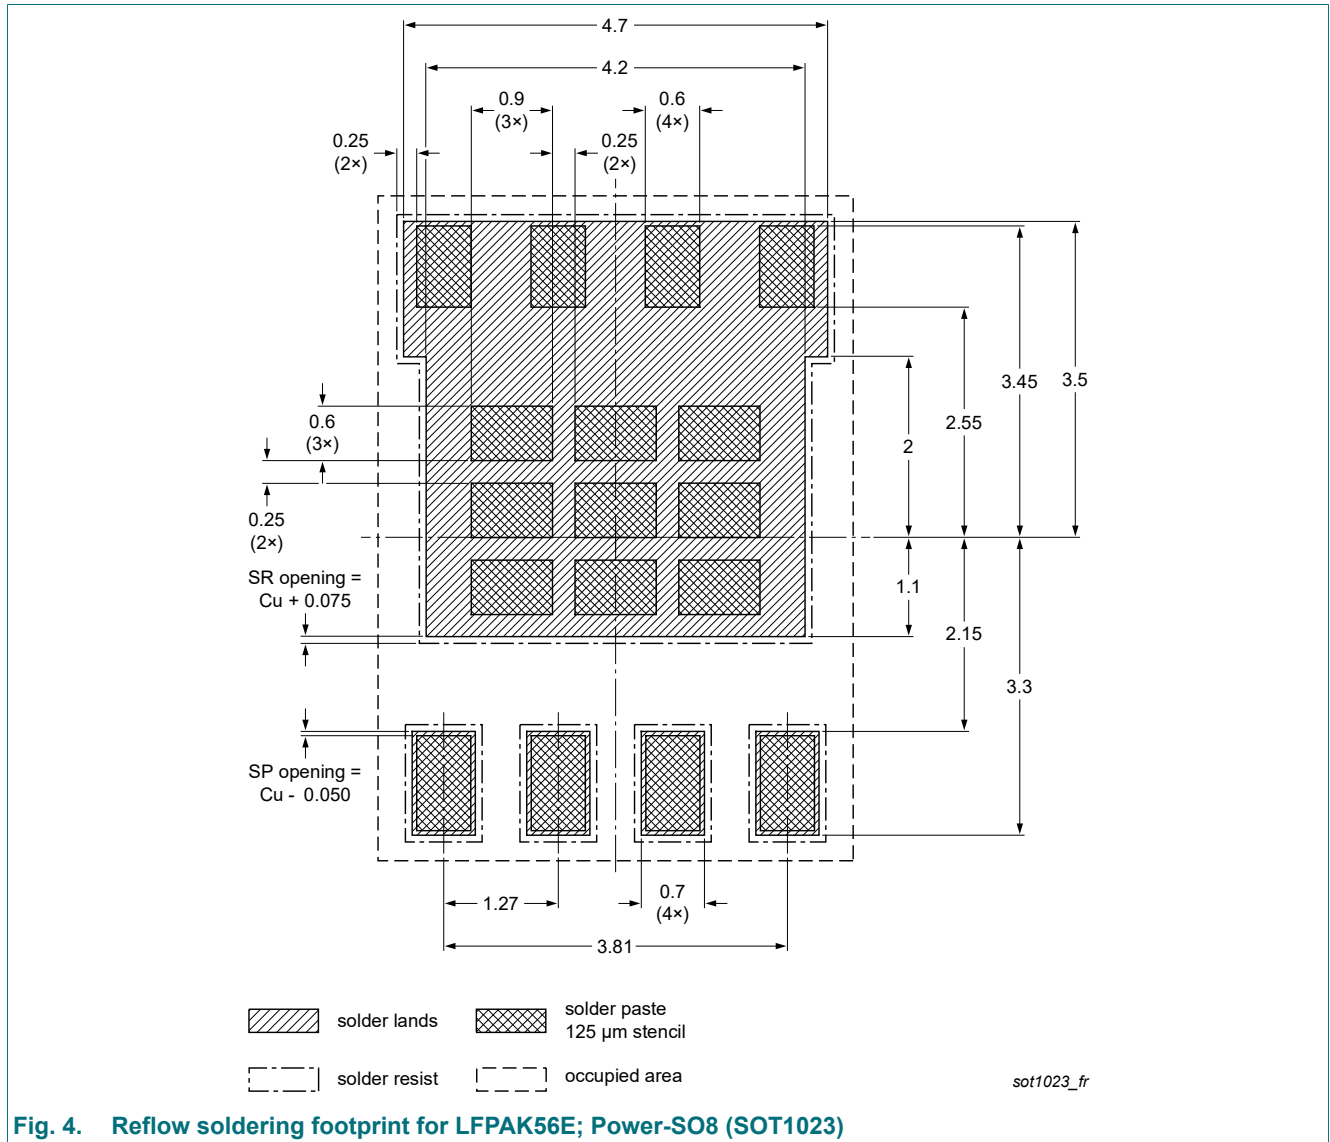 4.7
4.2
0.9
(3×)
0.6
(4×)
0.25
(2×)
0.25
(2×)
3.45
3.5
2.55
2
0.6
(3×)
0.25
(2×)
SR opening =
Cu + 0.075
1.1
2.15
3.3
SP opening =
Cu - 0.050
1.27
0.7
(4×)
3.81
solder lands
solder paste
125 µm stencil
solder resist
occupied area
sot1023_fr
Fig. 4. Reflow soldering footprint for LFPAK56E; Power-SO8 (SOT1023)